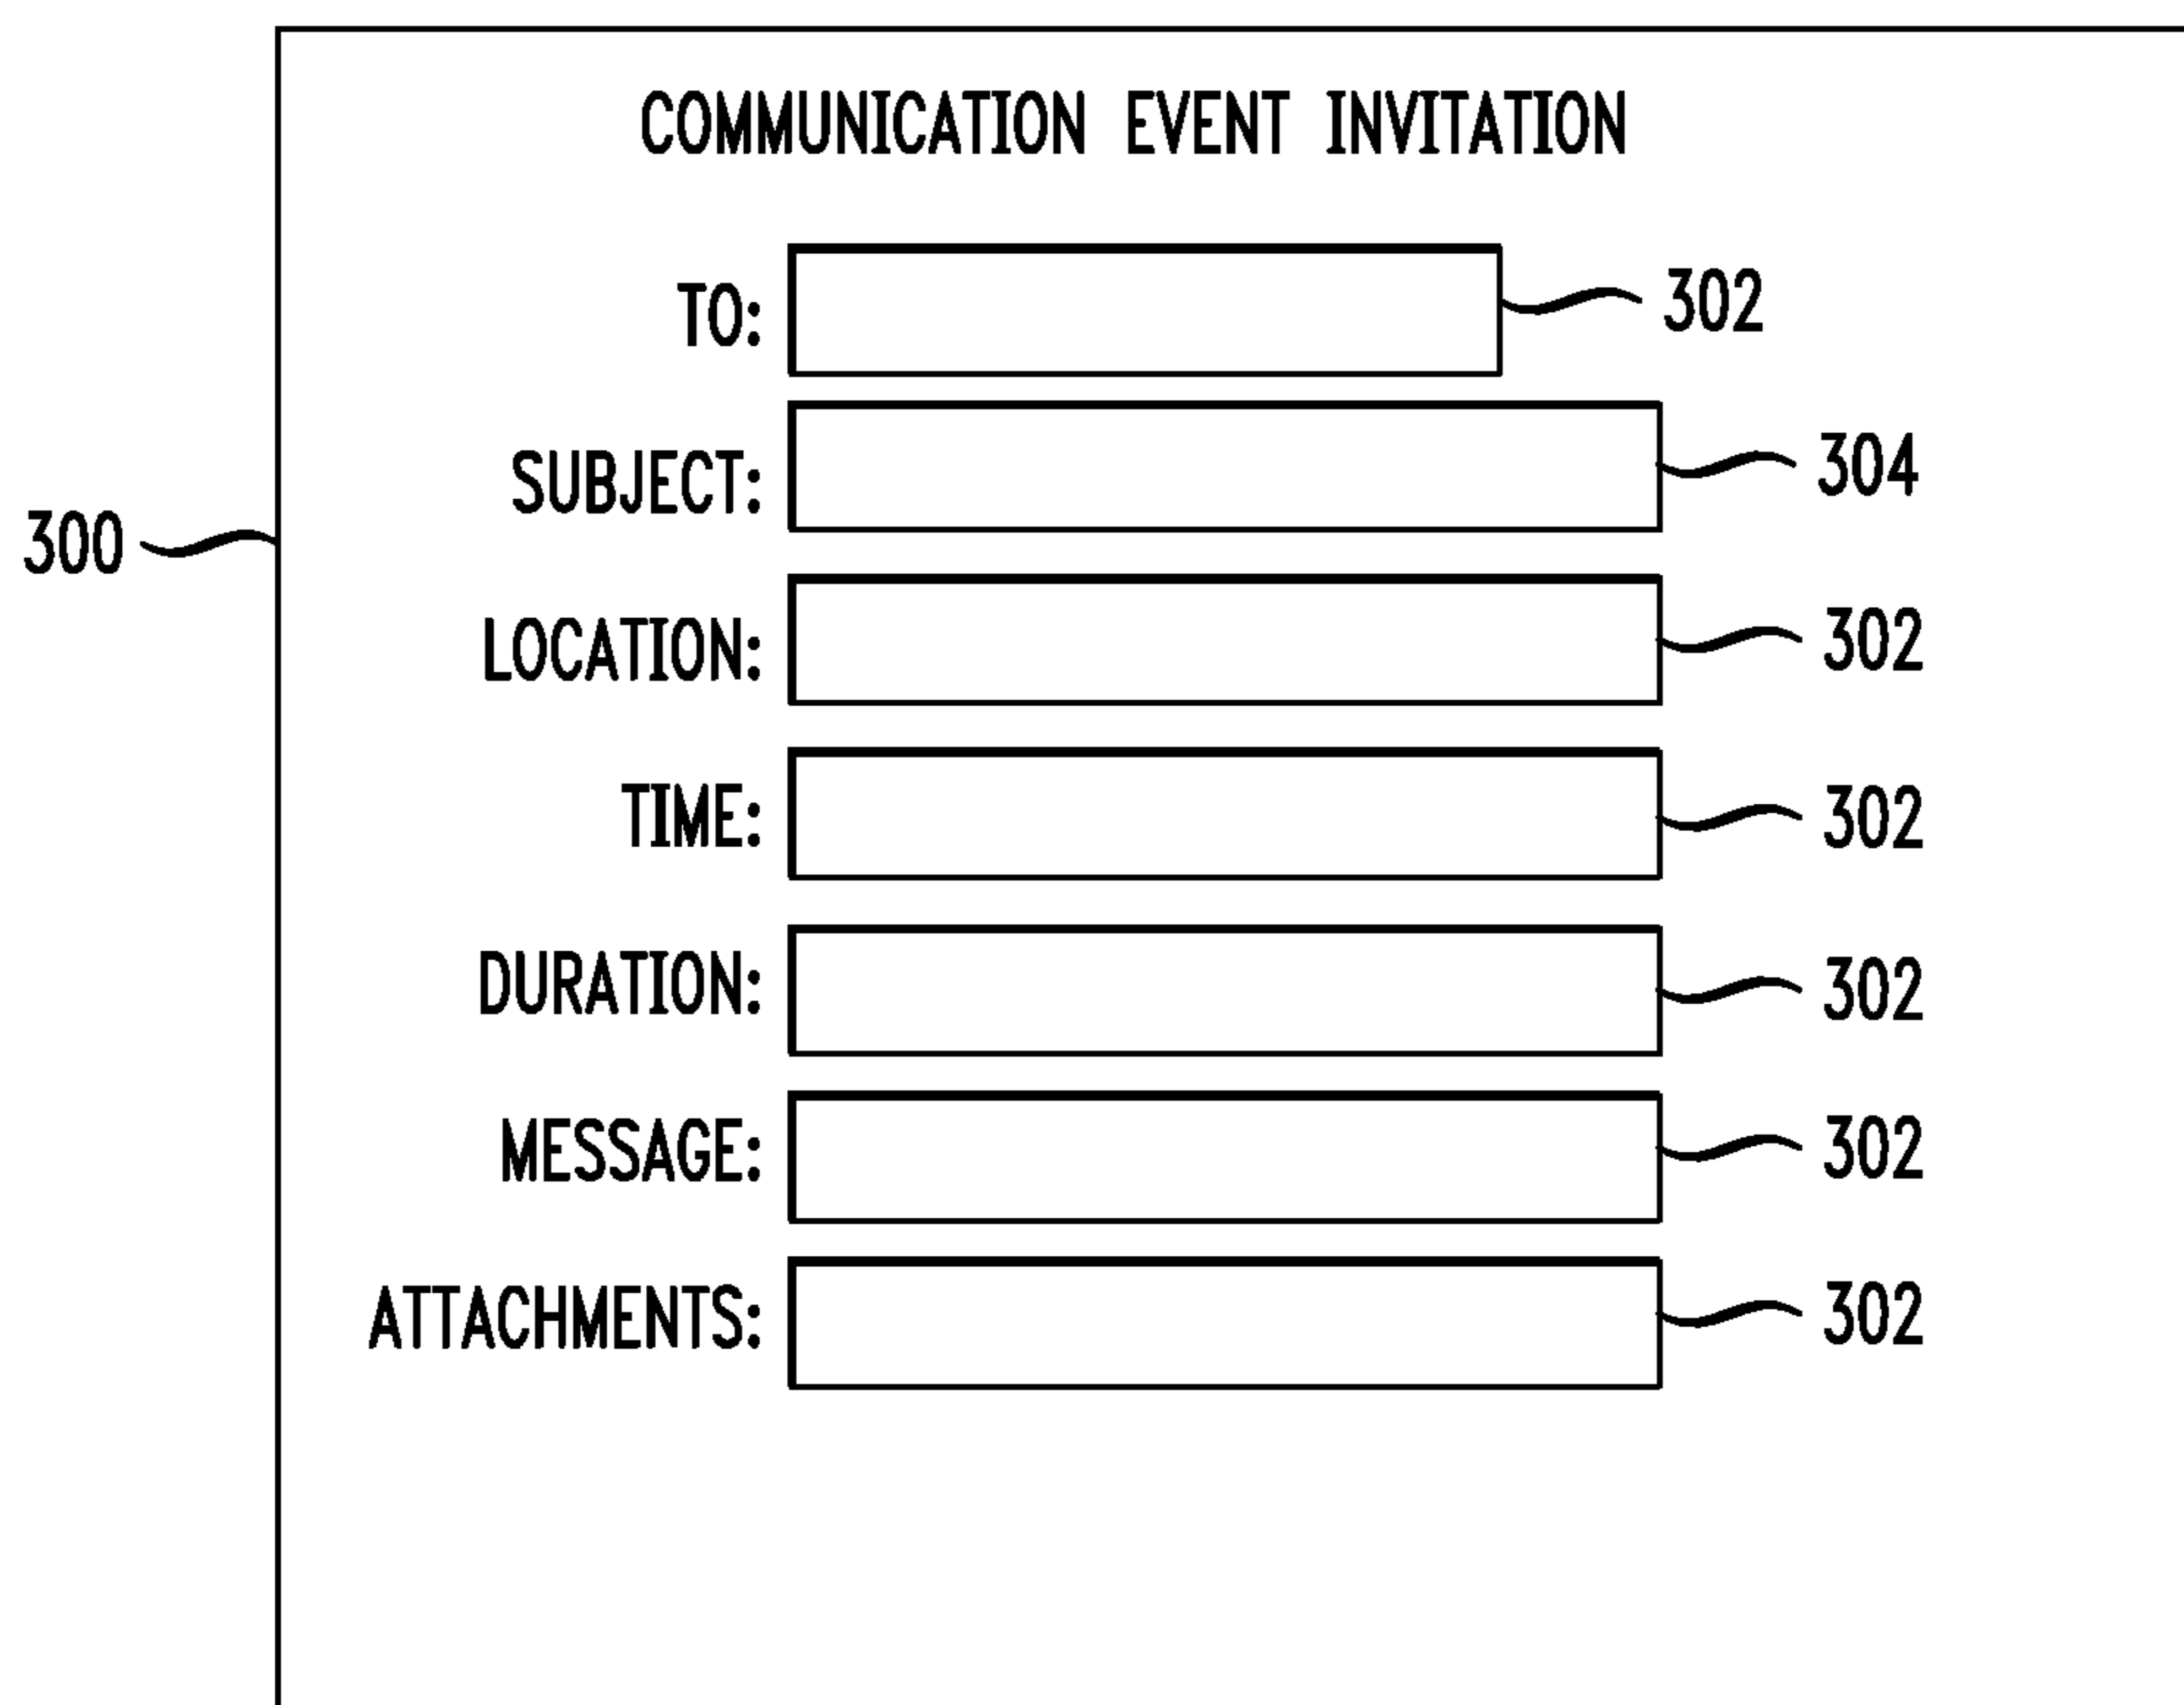 COMMUNICATION EVENT INVITATION
TO: 302
SUBJECT: 304
300
LOCATION: 302
TIME: 302
DURATION: 302
MESSAGE: 302
ATTACHMENTS: 302